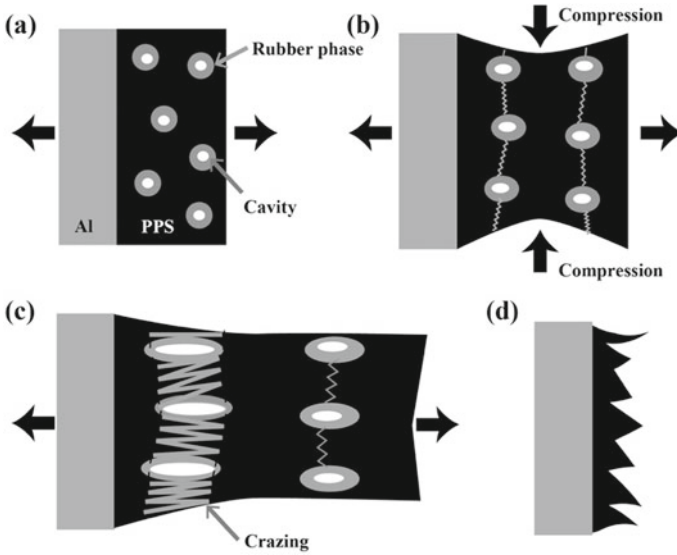 (a)
Rubber phase
Cavity
Al
PPS
(b)
Compression
Compression
(c)
Crazing
(d)